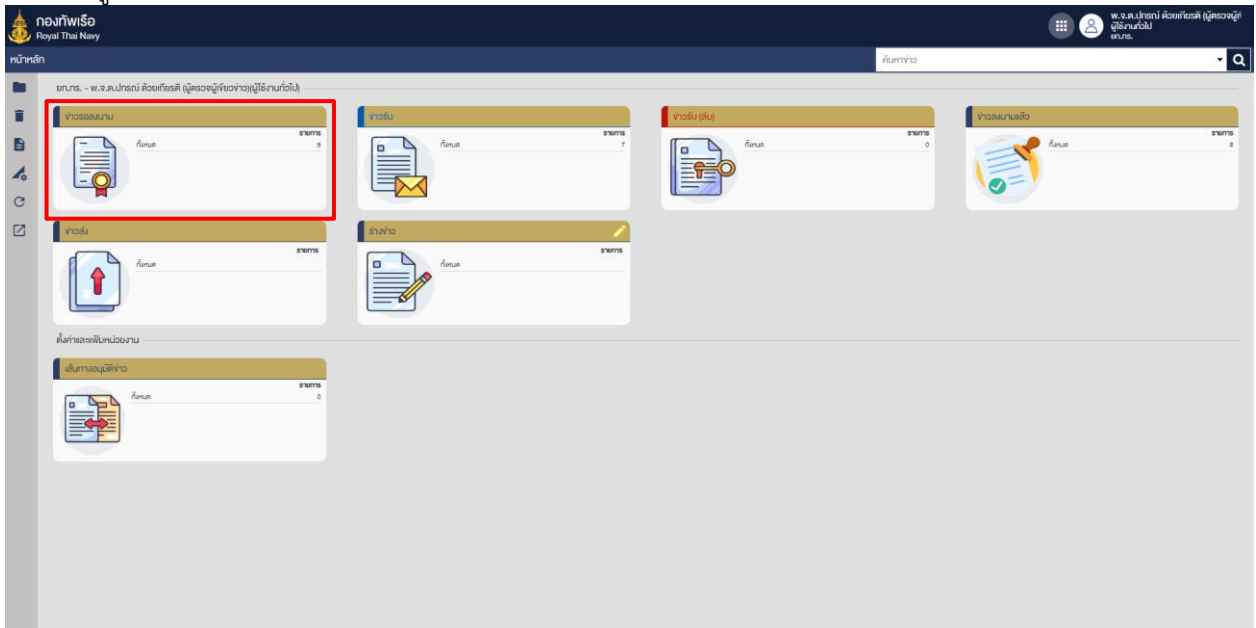 กองทัพเรือ
Royal Thai Navy
พ.จ.ต.ปกรณ์ ด้วยเกียรติ (ผู้ตรวจผู้ที
ผู้ใช้งานทั่วไป
ยก.ทร.
หน้าหลัก
ค้นหาข่าว
ยก.ทร. - พ.จ.ต.ปกรณ์ ด้วยเกียรติ (ผู้ตรวจผู้เขียวข่าว)(ผู้ใช้งานทั่วไป)
ข่าวรอลงนาม
รายการ
ทั้งหมด 6
ข่าวรับ
รายการ
ทั้งหมด 7
ข่าวรับ (ลับ)
รายการ
ทั้งหมด 0
ข่าวลงนามแล้ว
รายการ
ทั้งหมด 8
ข่าวส่ง
รายการ
ทั้งหมด
ร่างข่าว
รายการ
ทั้งหมด
ตั้งค่าและแฟ้มหน่วยงาน
เส้นทางอนุมัติข่าว
รายการ
ทั้งหมด 0